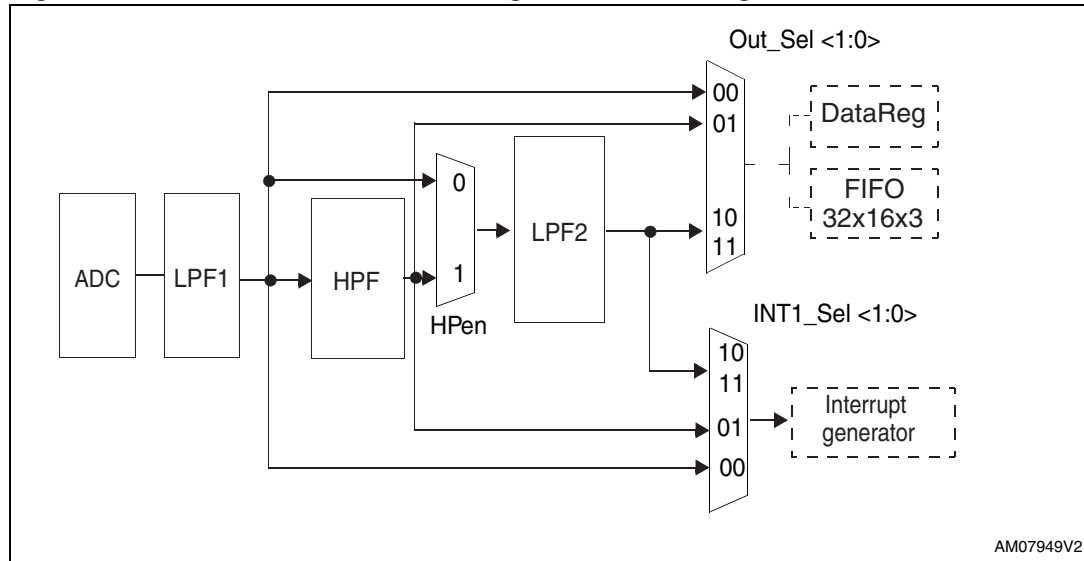 Out_Sel <1:0>
00
01
DataReg
FIFO
32x16x3
0
10
11
LPF2
ADC
LPF1
HPF
1
HPen
INT1_Sel <1:0>
10
11
01
00
Interrupt
generator
AM07949V2